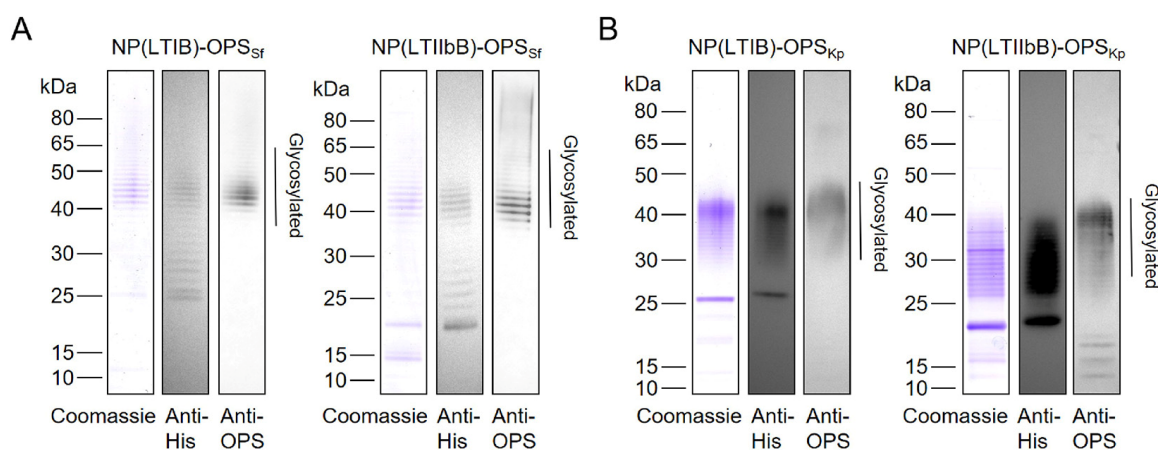 A
NP(LTIB)-OPSSf
kDa
80
65
50
40
30
25
15
10
Glycosylated
Coomassie Anti-His Anti-OPS
NP(LTIIbB)-OPSSf
kDa
80
65
50
40
30
25
15
10
Glycosylated
Coomassie Anti-His Anti-OPS
B
NP(LTIB)-OPSKp
kDa
80
65
50
40
30
25
15
10
Glycosylated
Coomassie Anti-His Anti-OPS
NP(LTIIbB)-OPSKp
kDa
80
65
50
40
30
25
15
10
Glycosylated
Coomassie Anti-His Anti-OPS